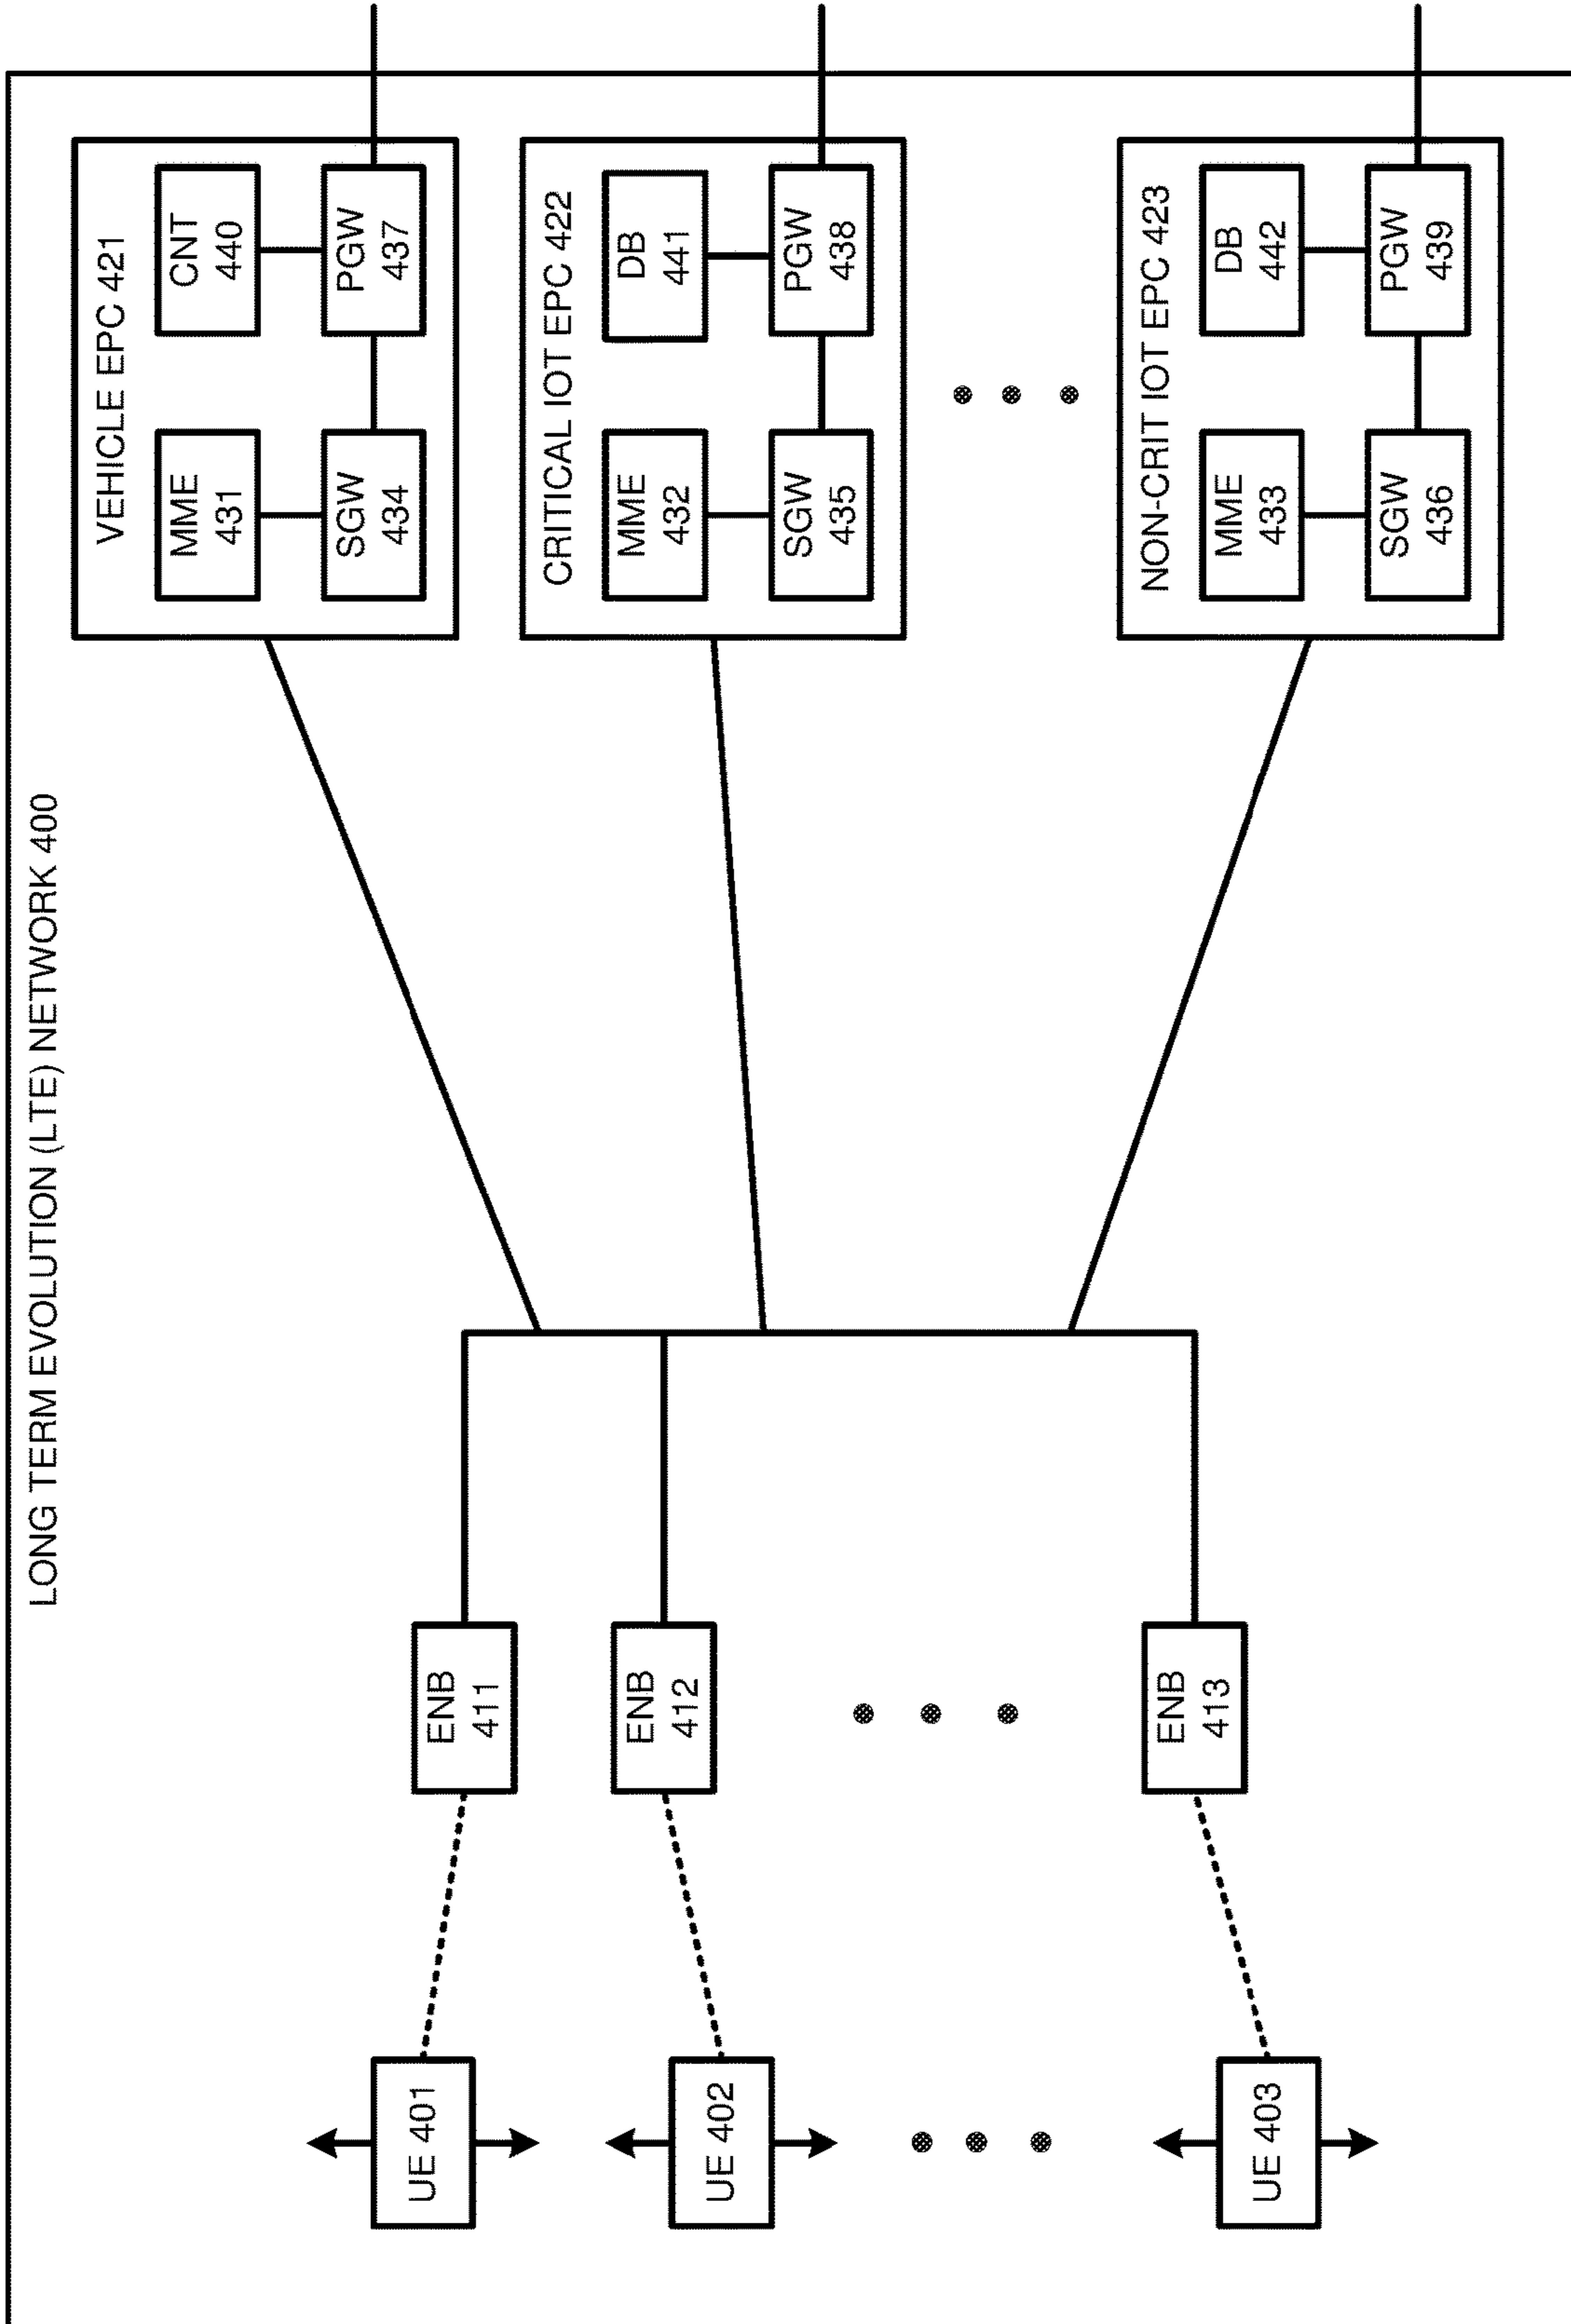 LONG TERM EVOLUTION (LTE) NETWORK 400
UE 401
UE 402
UE 403
ENB
411
ENB
412
ENB
413
VEHICLE EPC 421
MME
431
CNT
440
SGW
434
PGW
437
CRITICAL IOT EPC 422
MME
432
DB
441
SGW
435
PGW
438
NON-CRIT IOT EPC 423
MME
433
DB
442
SGW
436
PGW
439